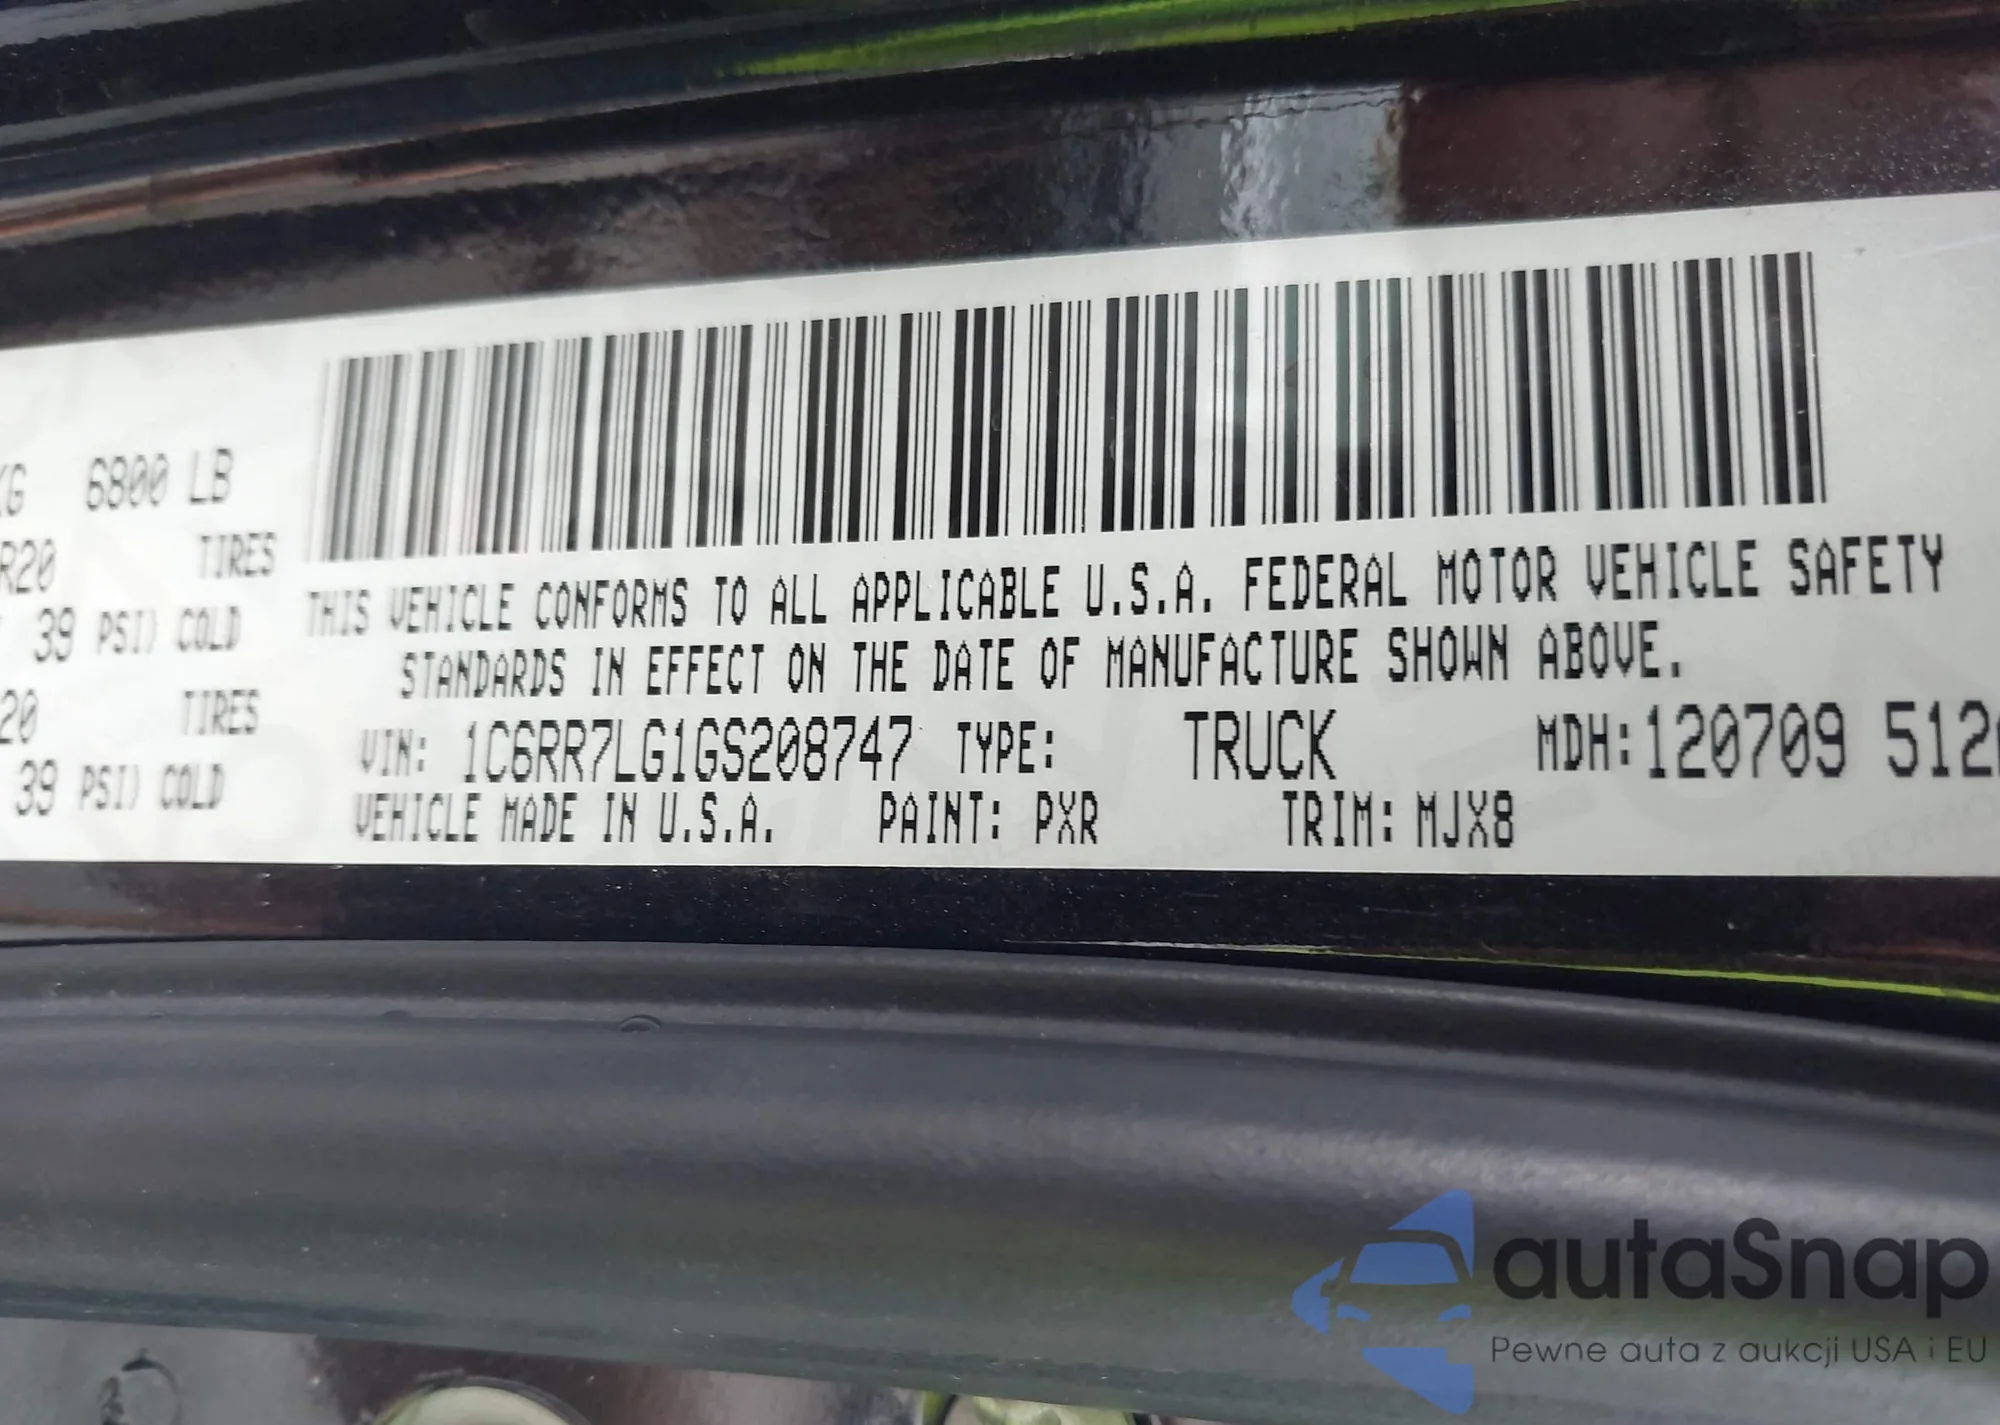 KG 6800 LB
R20 TIRES
39 PSI) COLD
20 TIRES
39 PSI) COLD
THIS VEHICLE CONFORMS TO ALL APPLICABLE U.S.A. FEDERAL MOTOR VEHICLE SAFETY
STANDARDS IN EFFECT ON THE DATE OF MANUFACTURE SHOWN ABOVE.
VIN: 1C6RR7LG1GS208747 TYPE: TRUCK MDH:120709 512
VEHICLE MADE IN U.S.A. PAINT: PXR TRIM: MJX8
autaSnap
Pewne auta z aukcji USA i EU